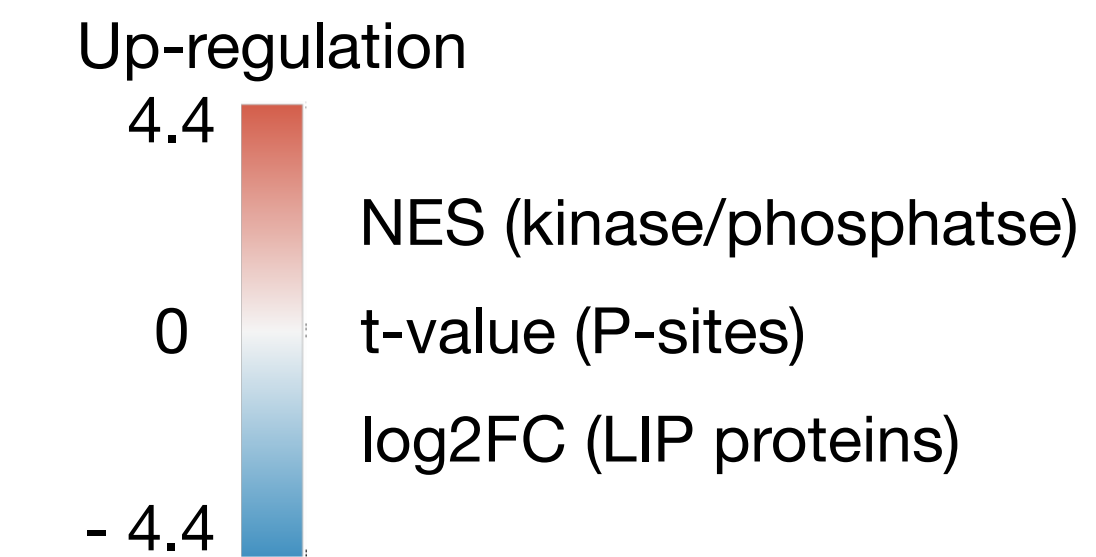 Up-regulation
4.4
NES (kinase/phosphatse)
0
t-value (P-sites)
log2FC (LIP proteins)
- 4.4